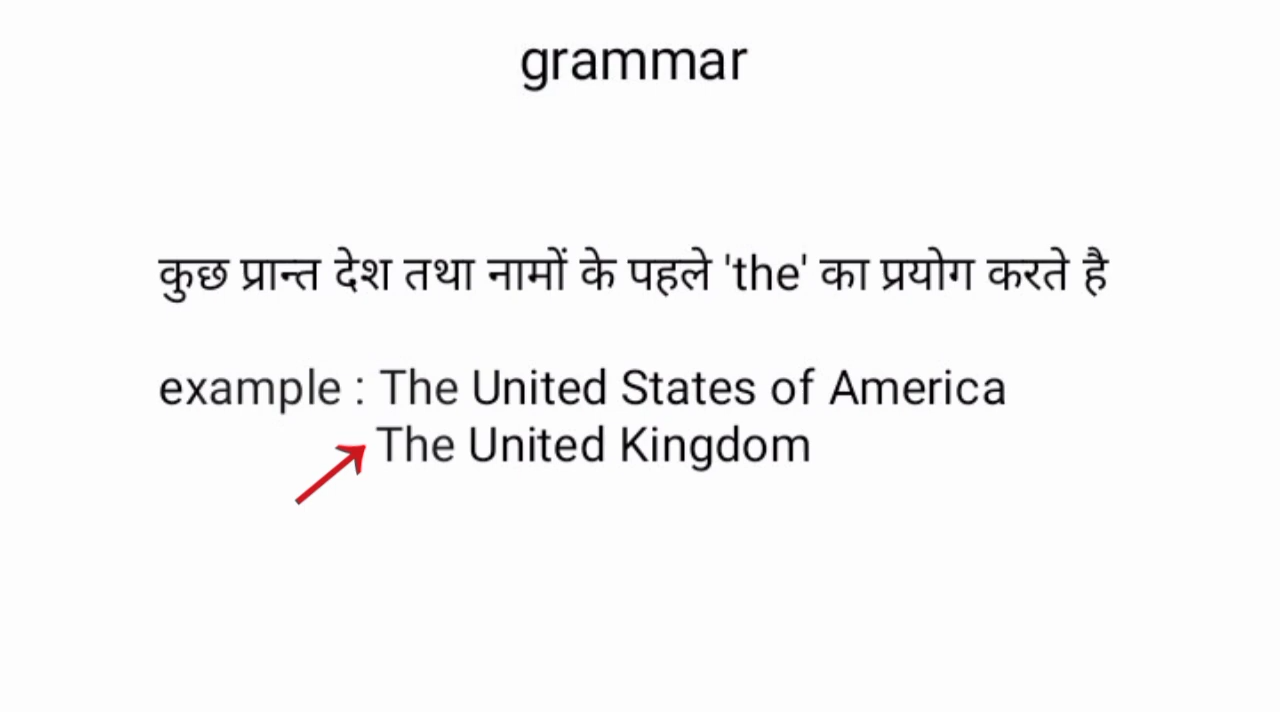 grammar
कुछ प्रान्त देश तथा नामों के पहले 'the' का प्रयोग करते है
example : The United States of America
The United Kingdom